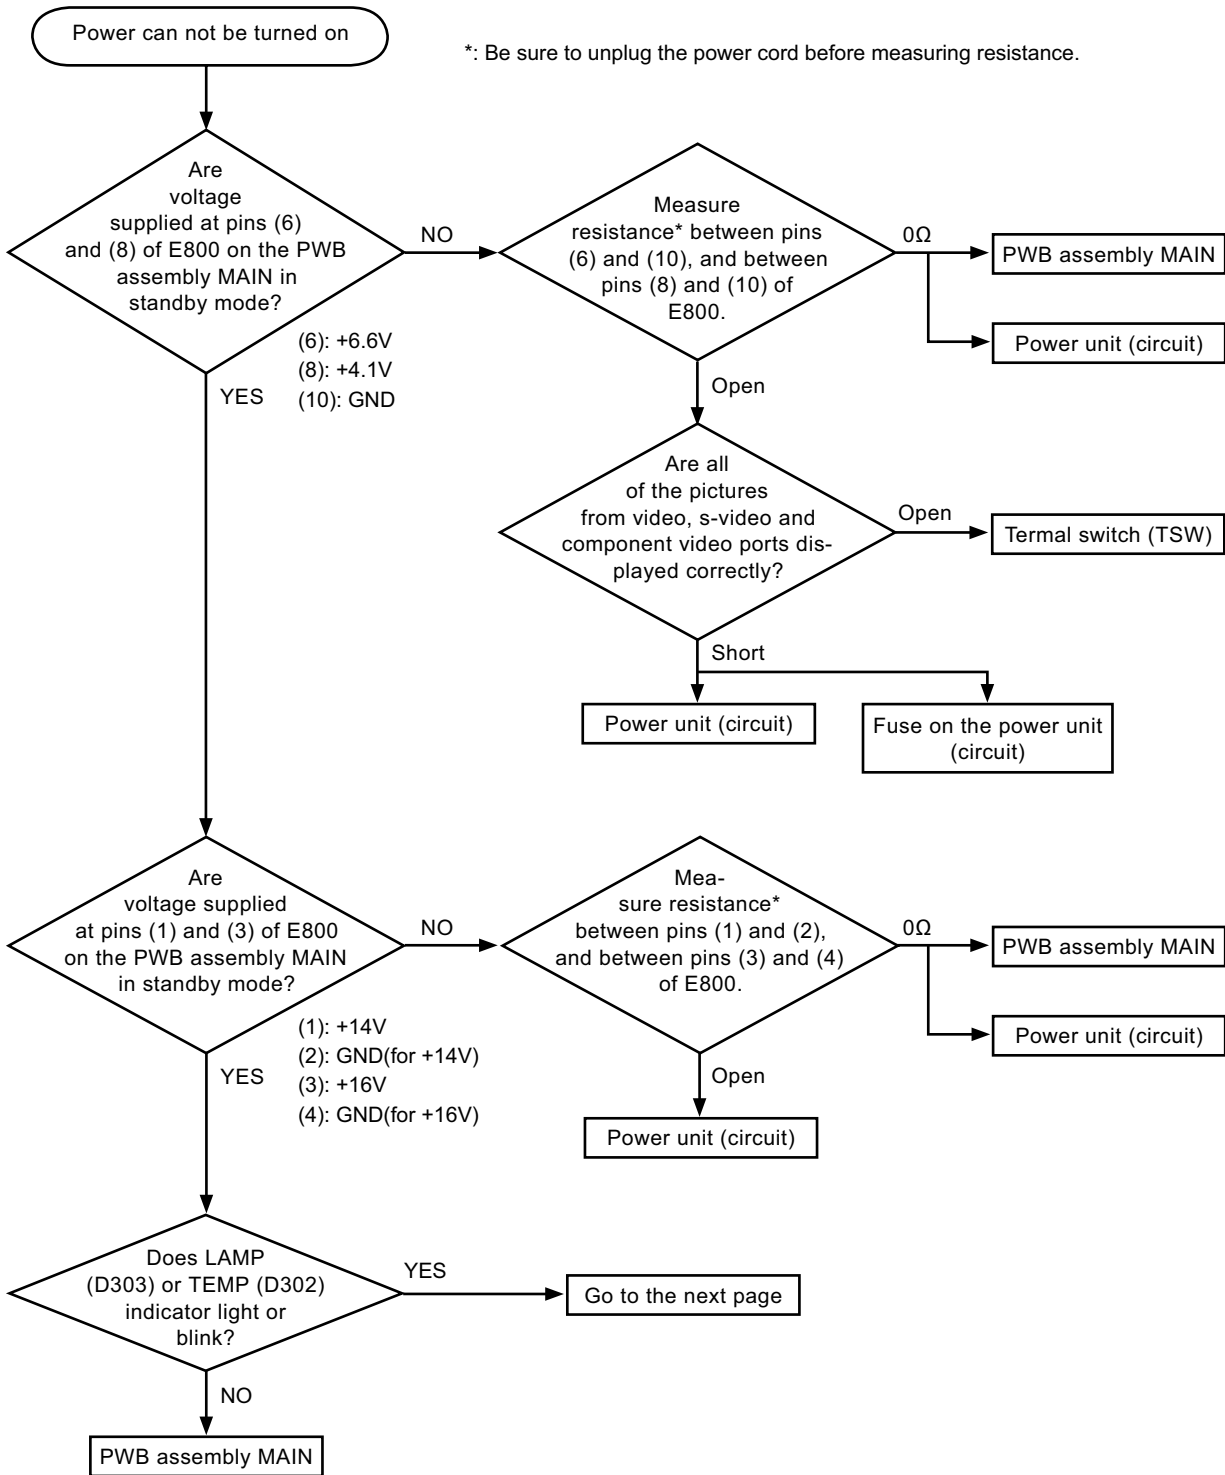 Power can not be turned on
*: Be sure to unplug the power cord before measuring resistance.
Are
voltage
supplied at pins (6)
and (8) of E800 on the PWB
assembly MAIN in
standby mode?
NO
Measure
resistance* between pins
(6) and (10), and between
pins (8) and (10) of
E800.
0Ω
PWB assembly MAIN
Power unit (circuit)
(6): +6.6V
(8): +4.1V
(10): GND
YES
Open
Are all
of the pictures
from video, s-video and
component video ports dis-
played correctly?
Open
Termal switch (TSW)
Short
Power unit (circuit)
Fuse on the power unit
(circuit)
Are
voltage supplied
at pins (1) and (3) of E800
on the PWB assembly MAIN
in standby mode?
NO
Mea-
sure resistance*
between pins (1) and (2),
and between pins (3) and (4)
of E800.
0Ω
PWB assembly MAIN
Power unit (circuit)
(1): +14V
(2): GND(for +14V)
(3): +16V
(4): GND(for +16V)
YES
Open
Power unit (circuit)
Does LAMP
(D303) or TEMP (D302)
indicator light or
blink?
YES
Go to the next page
NO
PWB assembly MAIN